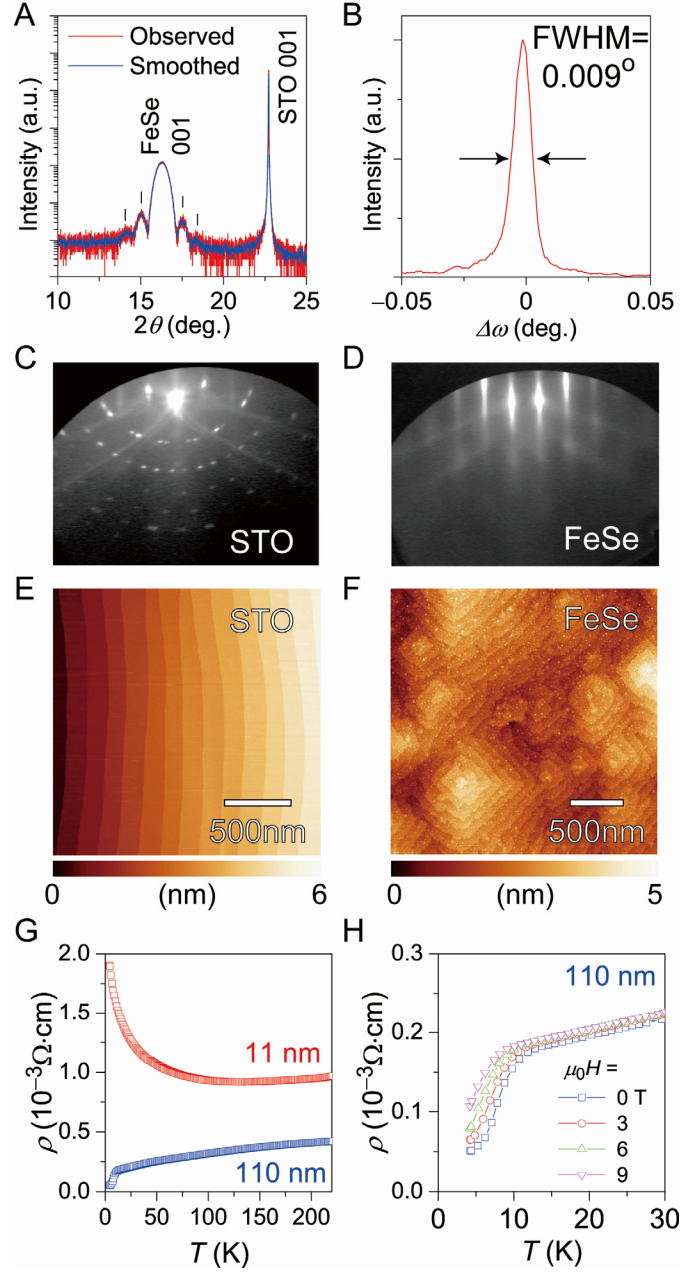 A
Observed
Smoothed
FeSe
001
STO 001
Intensity (a.u.)
10 15 20 25
2θ (deg.)
B
FWHM=
0.009°
Intensity (a.u.)
−0.05 0 0.05
Δω (deg.)
C
STO
D
FeSe
E
STO
500nm
0 (nm) 6
F
FeSe
500nm
0 (nm) 5
G
2.0
1.5
1.0
0.5
0.0
ρ (10⁻³Ω·cm)
11 nm
110 nm
0 50 100 150 200
T (K)
H
0.3
0.2
0.1
0.0
ρ (10⁻³Ω·cm)
110 nm
μ₀H =
0 T
3
6
9
0 10 20 30
T (K)